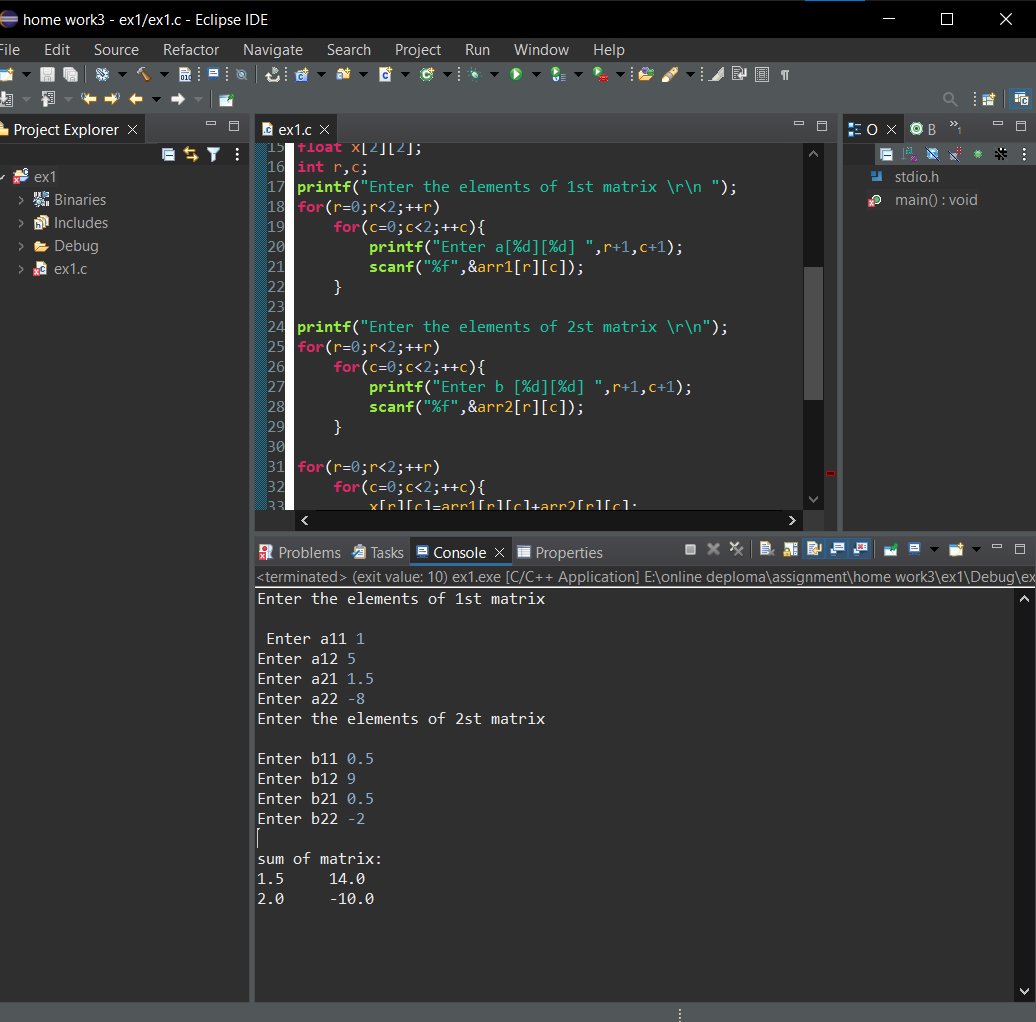 home work3 - ex1/ex1.c - Eclipse IDE
File Edit Source Refactor Navigate Search Project Run Window Help
Project Explorer
ex1
Binaries
Includes
Debug
ex1.c
ex1.c
15 float x[2][2];
16 int r,c;
17 printf("Enter the elements of 1st matrix \r\n ");
18 for(r=0;r<2;++r)
19 for(c=0;c<2;++c){
20 printf("Enter a[%d][%d] ",r+1,c+1);
21 scanf("%f",&arr1[r][c]);
22 }
23
24 printf("Enter the elements of 2st matrix \r\n");
25 for(r=0;r<2;++r)
26 for(c=0;c<2;++c){
27 printf("Enter b [%d][%d] ",r+1,c+1);
28 scanf("%f",&arr2[r][c]);
29 }
30
31 for(r=0;r<2;++r)
32 for(c=0;c<2;++c){
33 x[r][c]=arr1[r][c]+arr2[r][c];
O B 1
stdio.h
main() : void
Problems Tasks Console Properties
<terminated> (exit value: 10) ex1.exe [C/C++ Application] E:\online deploma\assignment\home work3\ex1\Debug\ex
Enter the elements of 1st matrix
Enter a11 1
Enter a12 5
Enter a21 1.5
Enter a22 -8
Enter the elements of 2st matrix
Enter b11 0.5
Enter b12 9
Enter b21 0.5
Enter b22 -2
sum of matrix:
1.5 14.0
2.0 -10.0